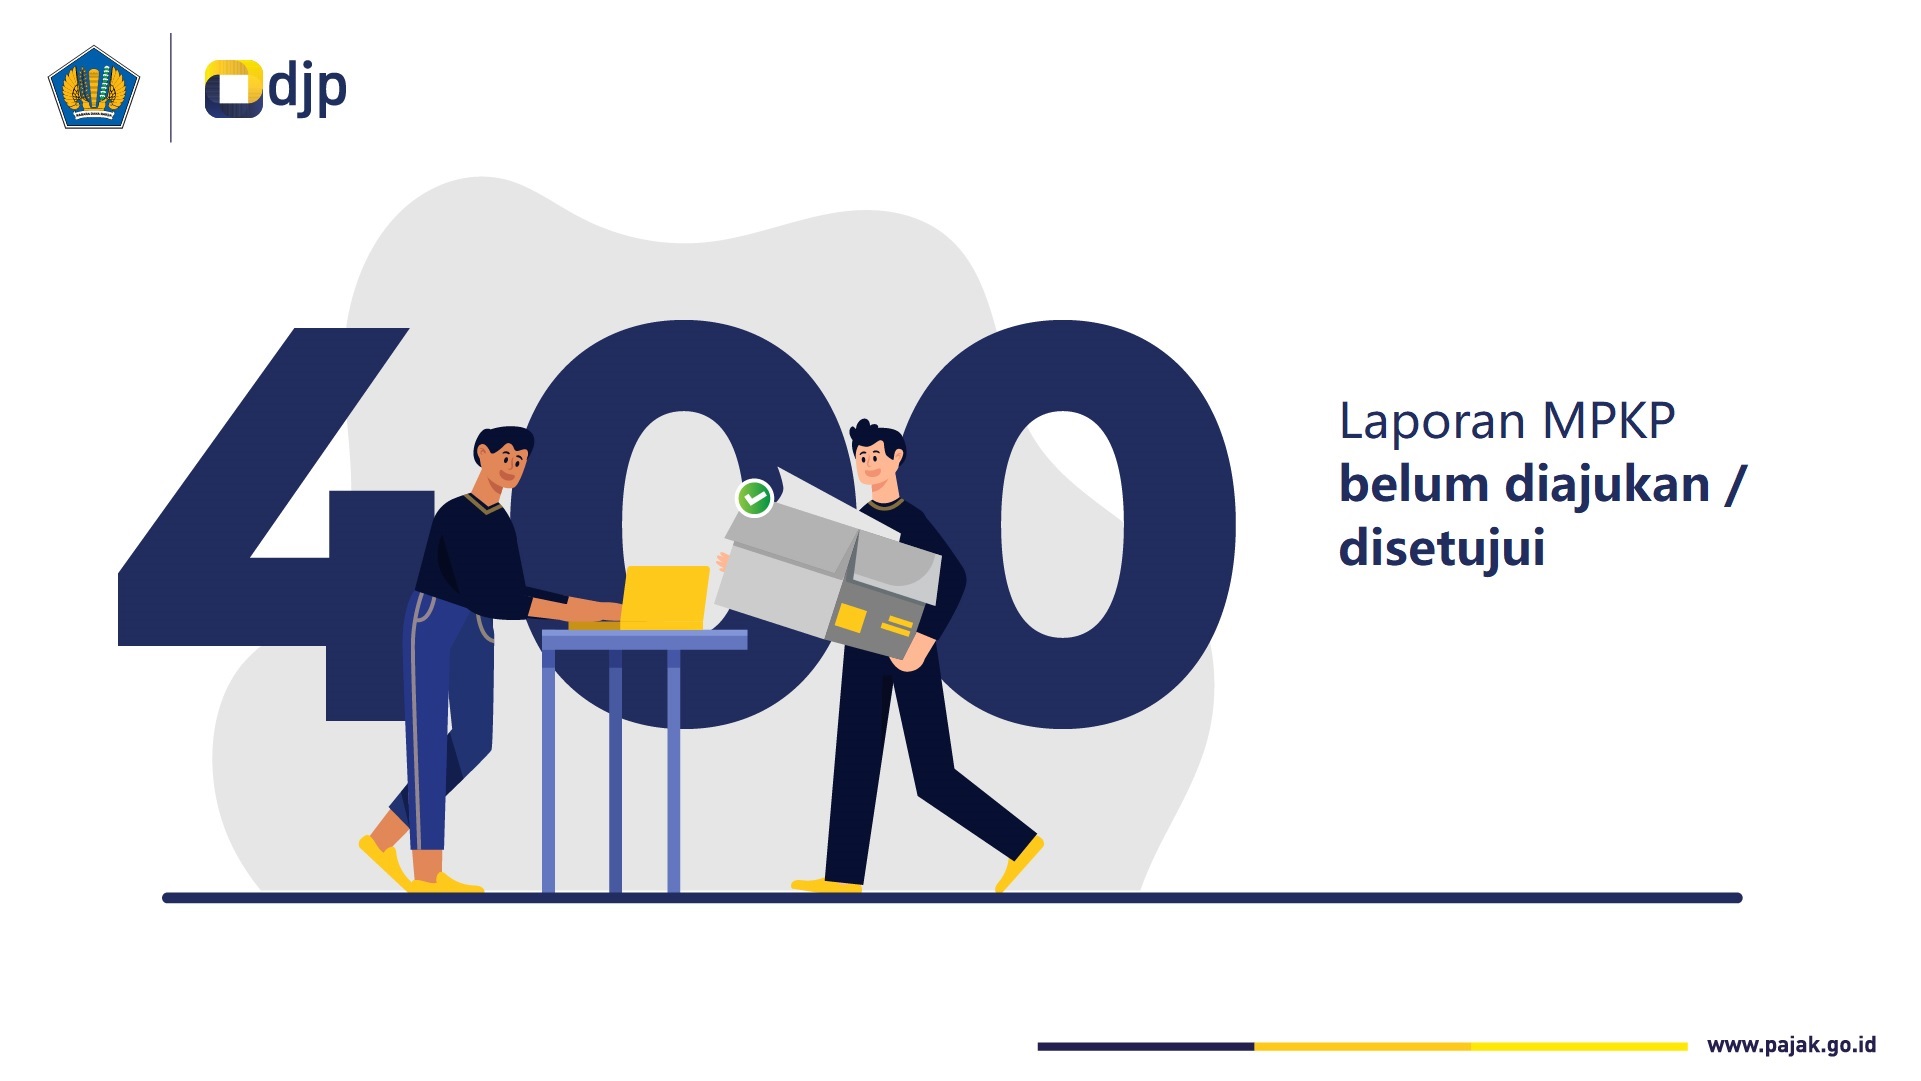 djp
400
Laporan MPKP
belum diajukan /
disetujui
www.pajak.go.id